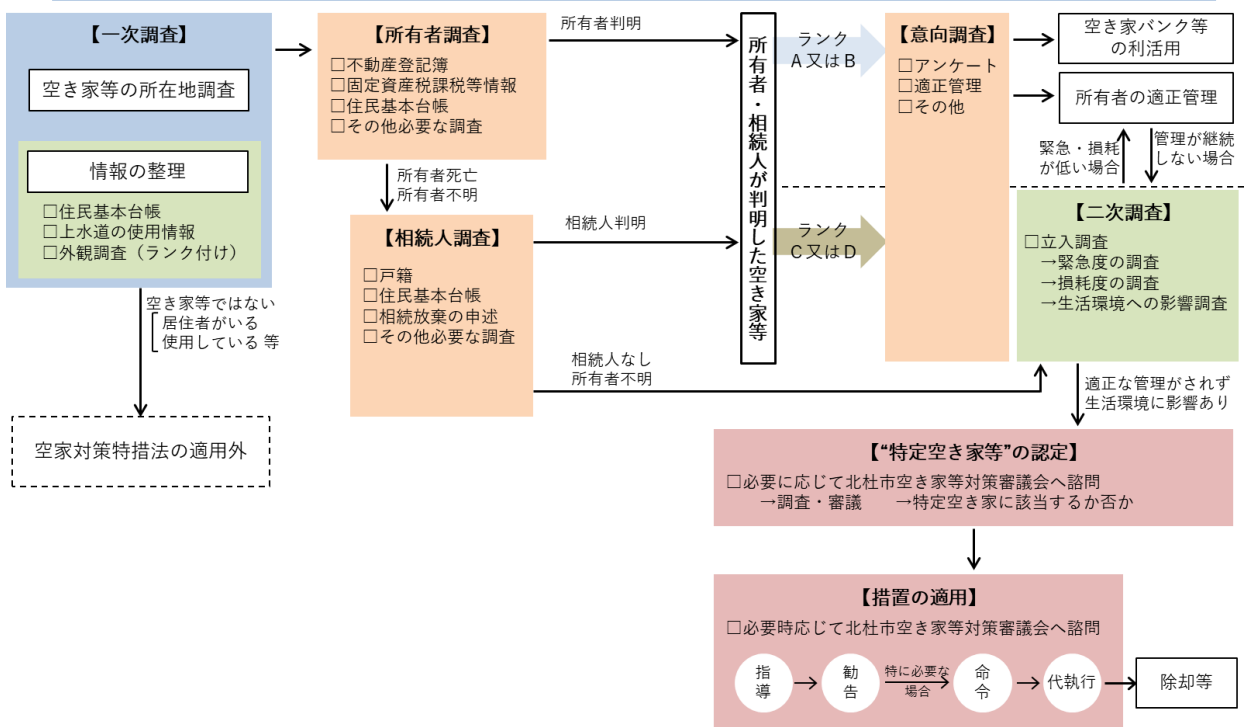 【一次調査】
空き家等の所在地調査
情報の整理
□住民基本台帳
□上水道の使用情報
□外観調査（ランク付け）
空き家等ではない
居住者がいる
使用している 等
空家対策特措法の適用外
【所有者調査】
□不動産登記簿
□固定資産税課税等情報
□住民基本台帳
□その他必要な調査
所有者死亡
所有者不明
【相続人調査】
□戸籍
□住民基本台帳
□相続放棄の申述
□その他必要な調査
所有者判明
相続人判明
相続人なし
所有者不明
所有者・相続人が判明した空き家等
ランク
A又はB
ランク
C又はD
【意向調査】
□アンケート
□適正管理
□その他
空き家バンク等
の利活用
所有者の適正管理
緊急・損耗
が低い場合
管理が継続
しない場合
【二次調査】
□立入調査
→緊急度の調査
→損耗度の調査
→生活環境への影響調査
適正な管理がされず
生活環境に影響あり
【“特定空き家等”の認定】
□必要に応じて北杜市空き家等対策審議会へ諮問
→調査・審議 →特定空き家に該当するか否か
【措置の適用】
□必要時応じて北杜市空き家等対策審議会へ諮問
指導
勧告
特に必要な
場合
命令
代執行
除却等